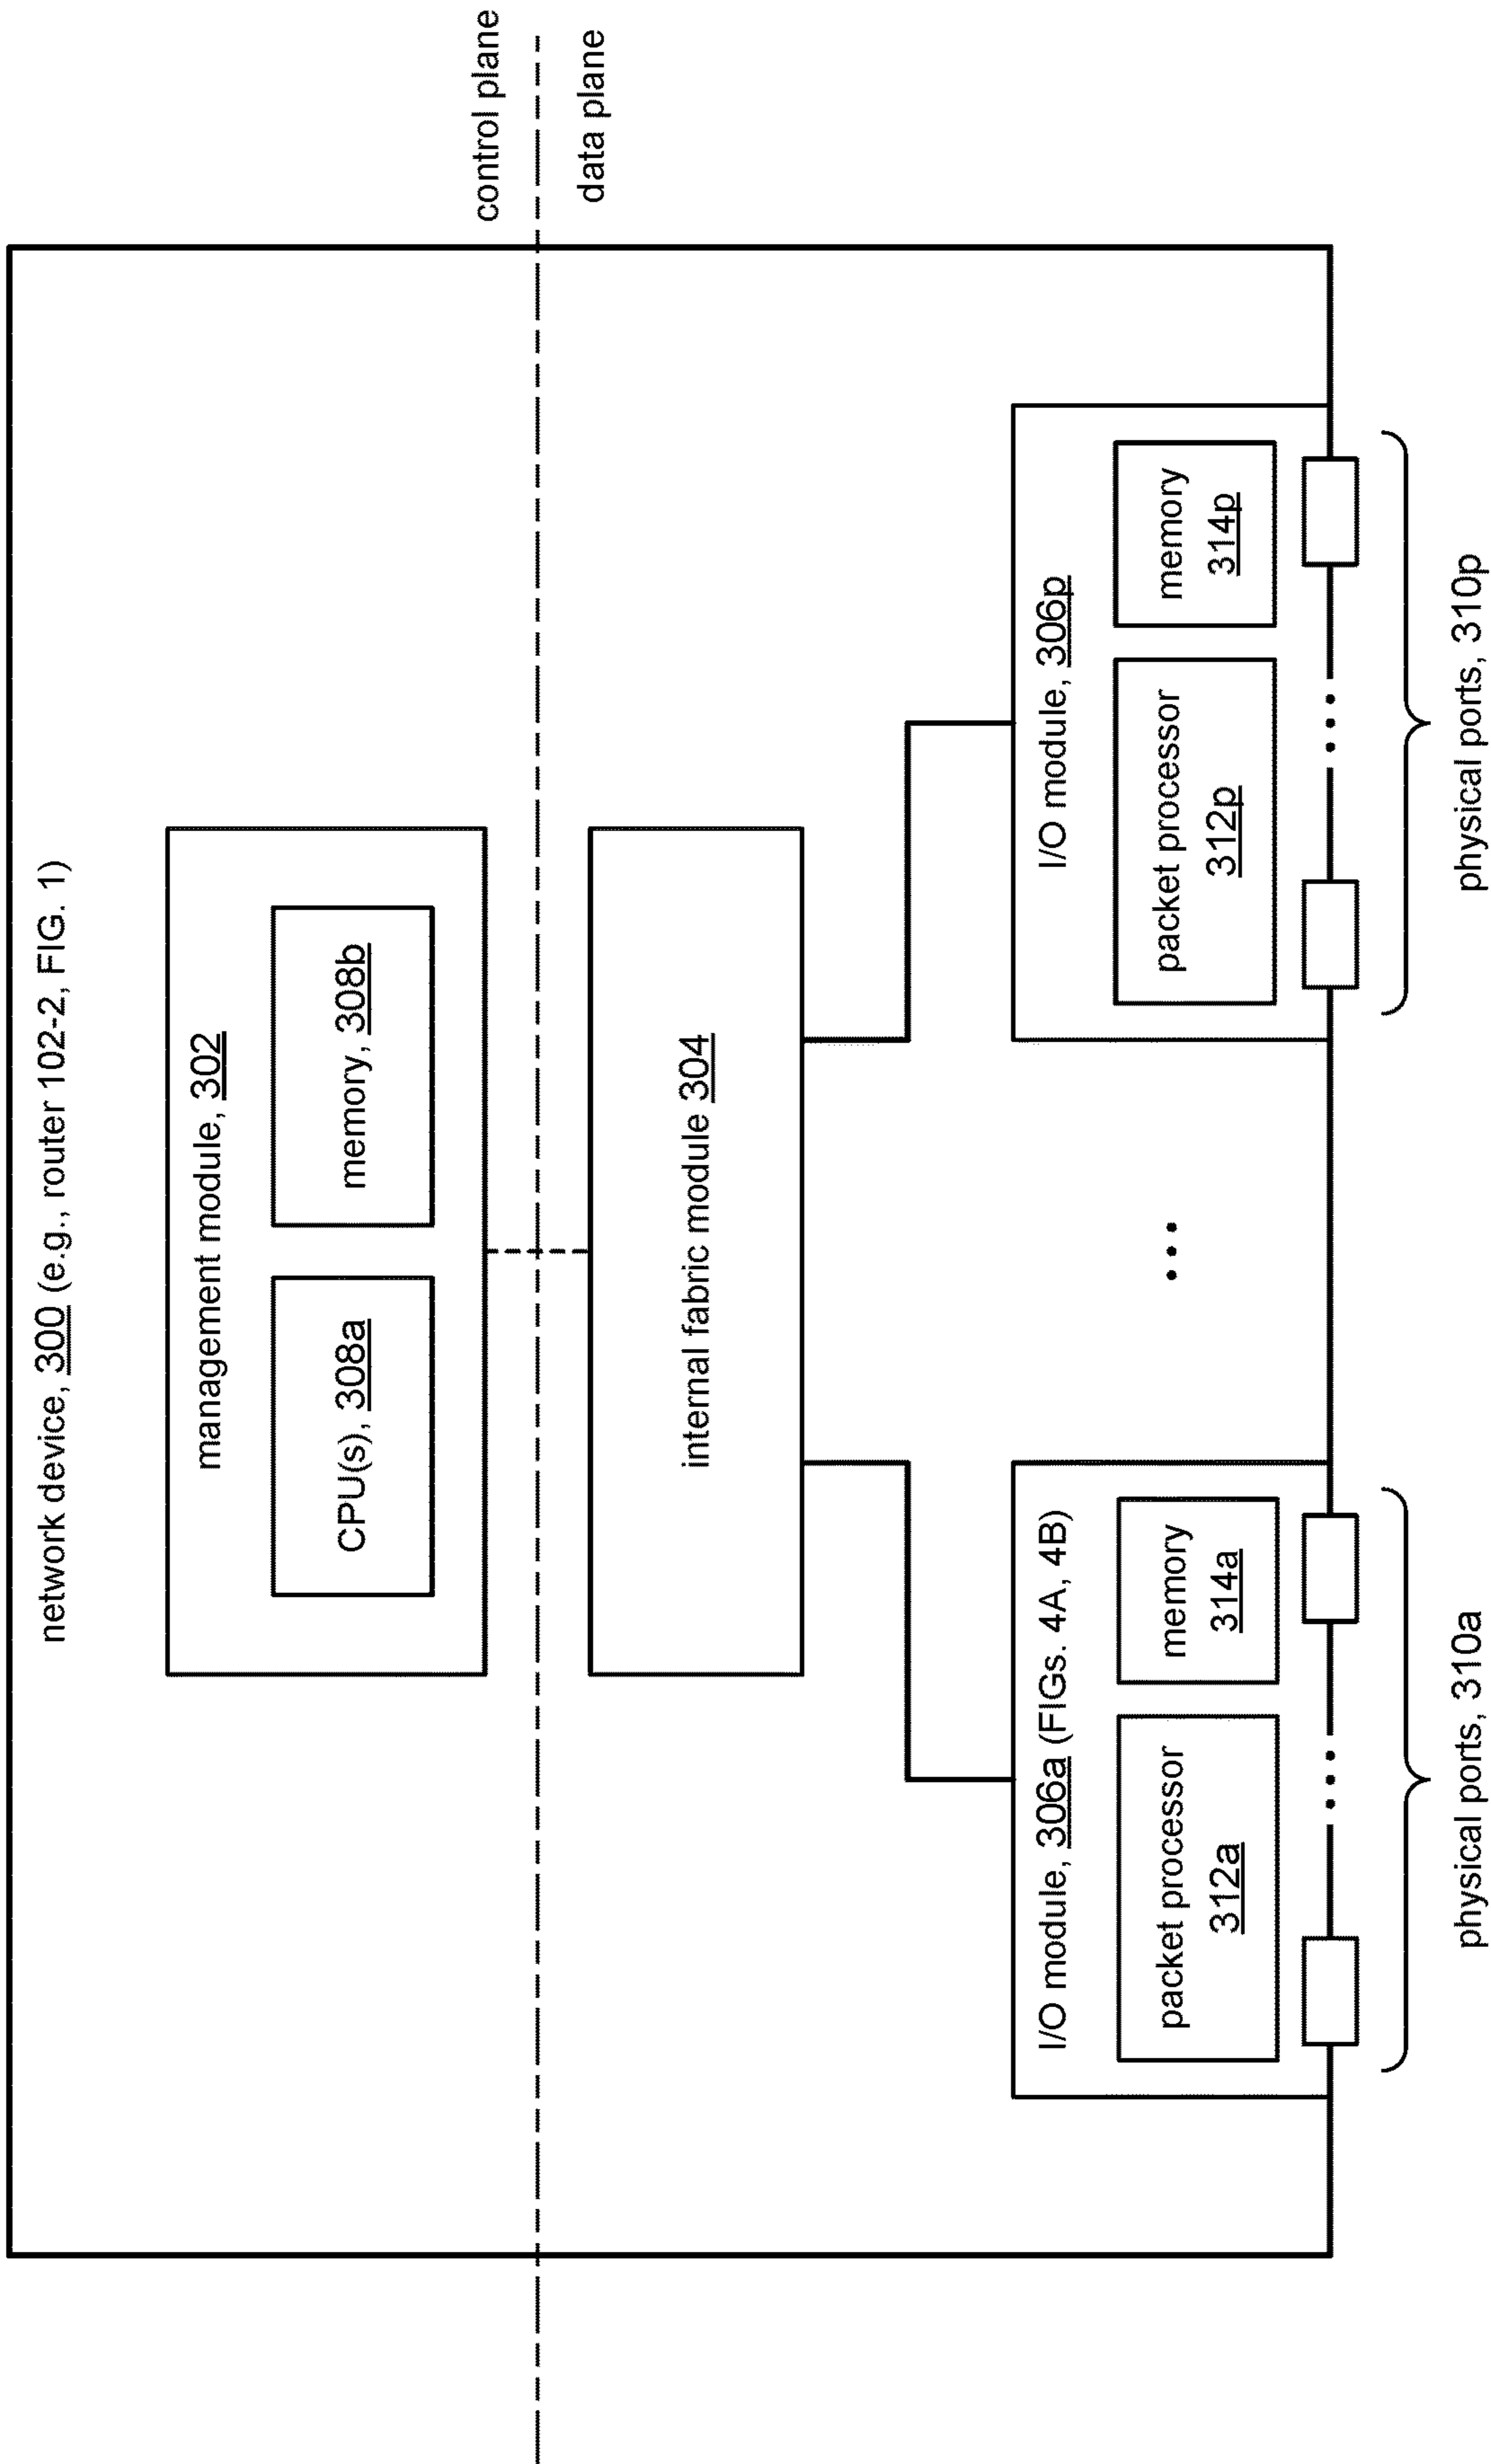 network device, 300 (e.g., router 102-2, FIG. 1)
management module, 302
CPU(s), 308a
memory, 308b
control plane
data plane
internal fabric module 304
I/O module, 306a (FIGs. 4A, 4B)
packet processor
312a
memory
314a
...
I/O module, 306p
packet processor
312p
memory
314p
...
...
physical ports, 310a
physical ports, 310p